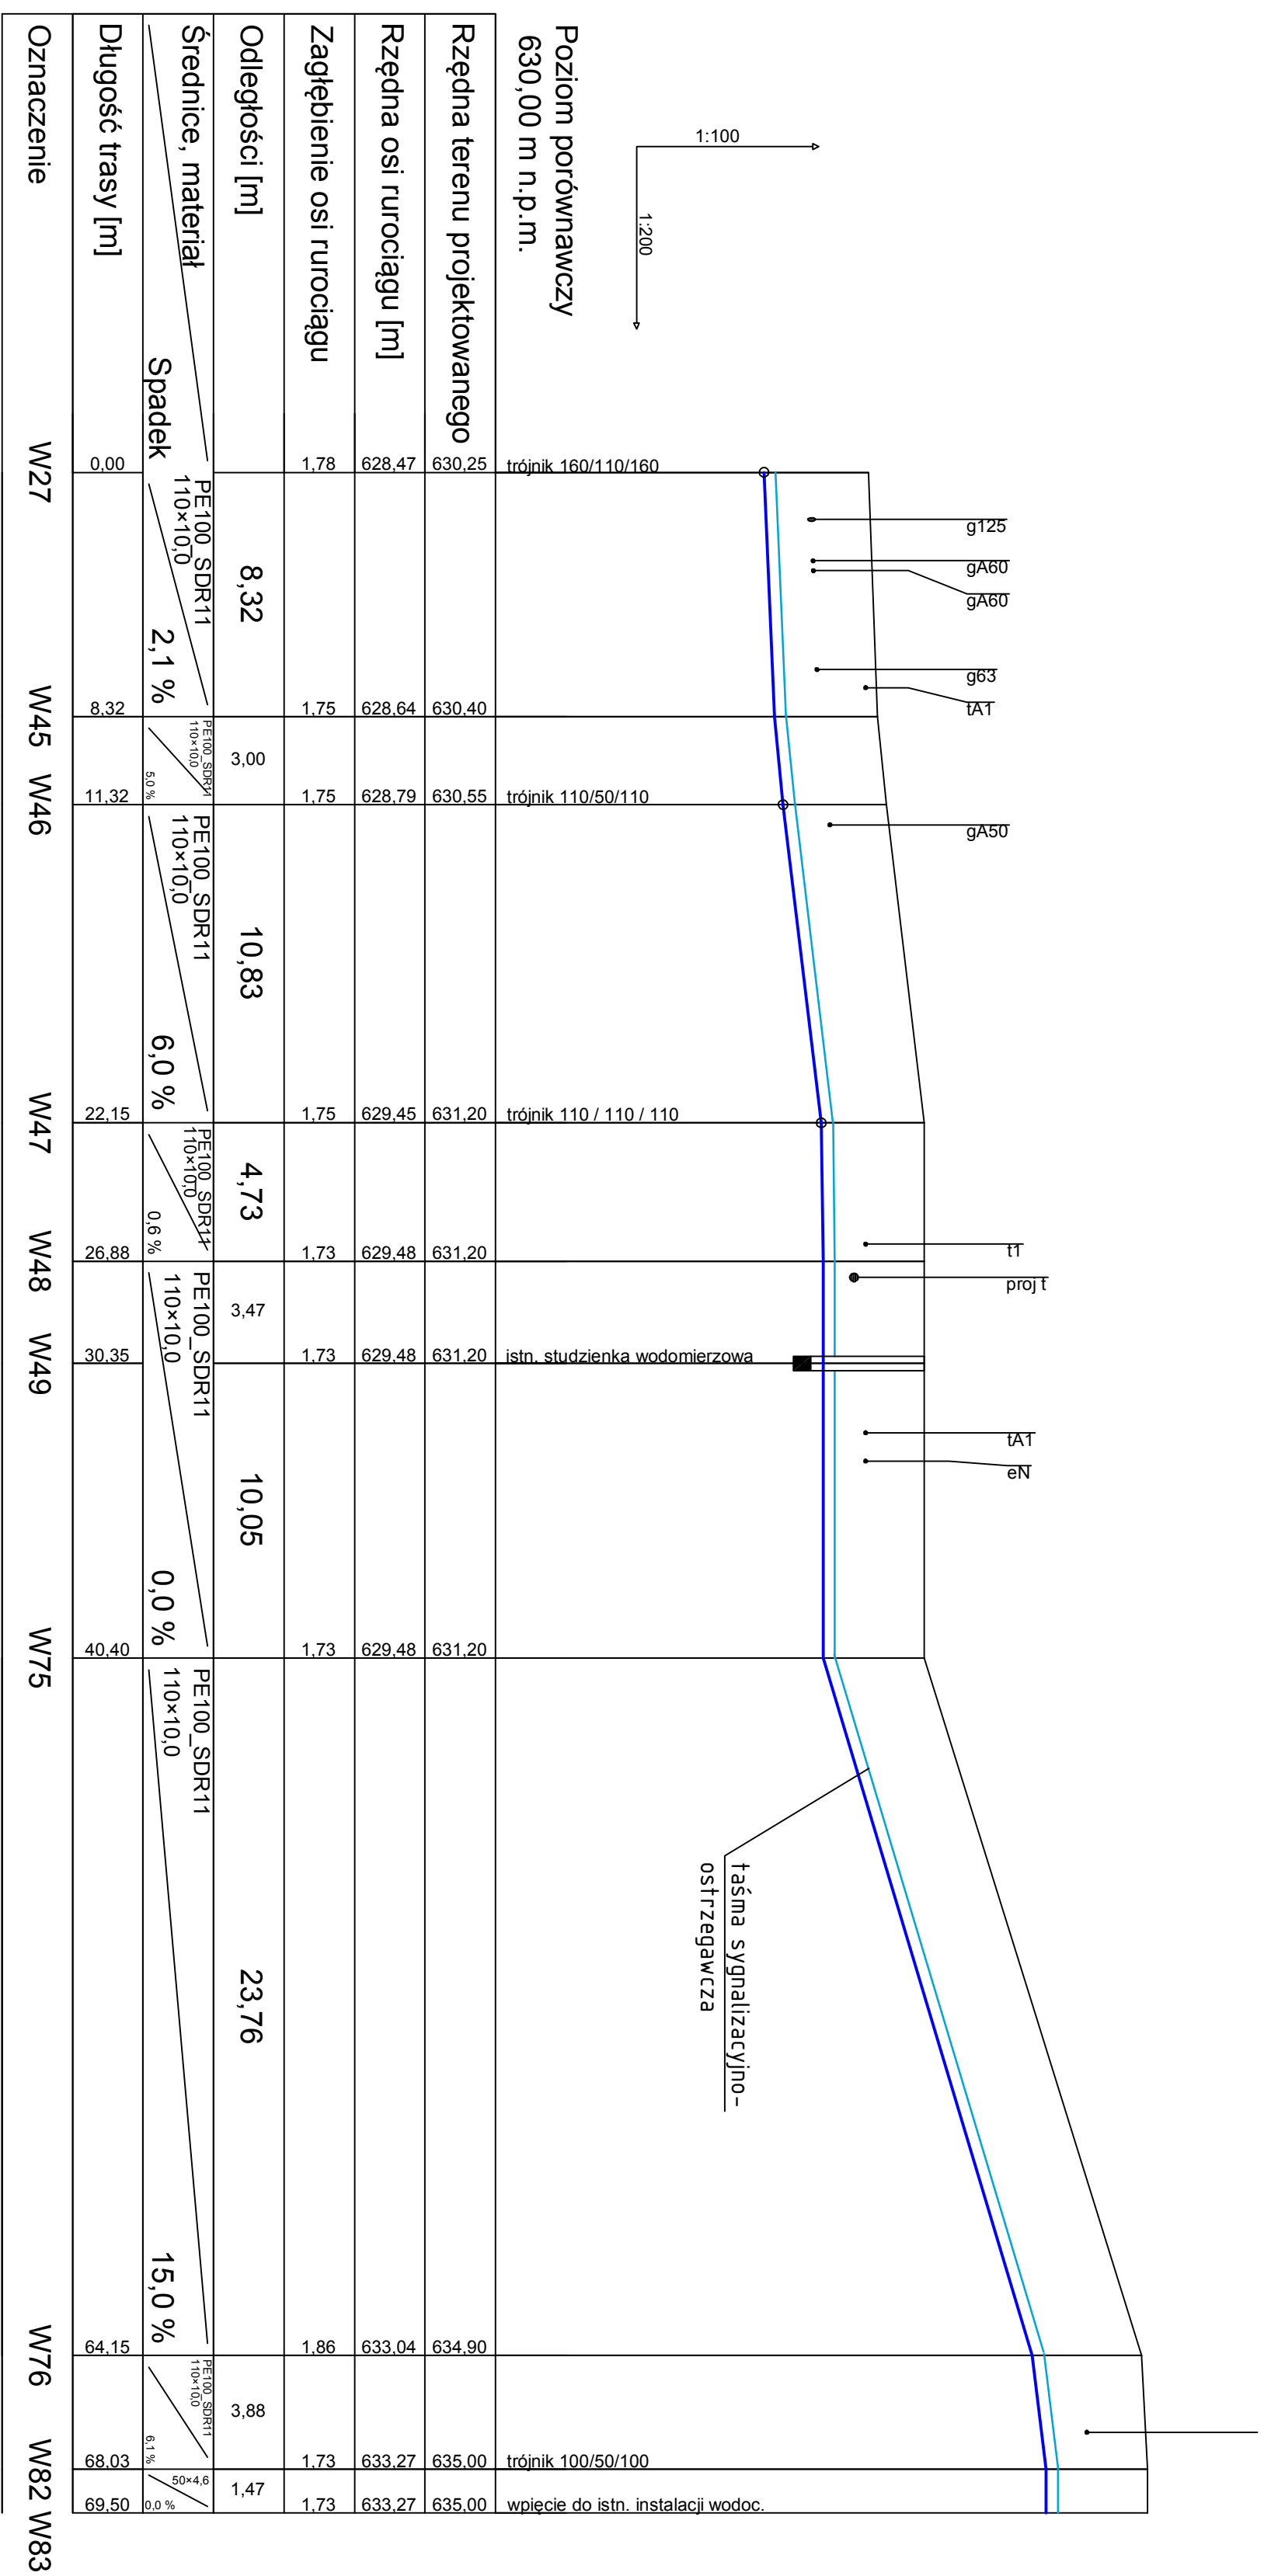 1:100
1:200
Poziom porównawczy
630,00 m n.p.m.
Rzędna terenu projektowanego
630,25
630,40
630,55
631,20
631,20
631,20
631,20
634,90
635,00
635,00
Rzędna osi rurociągu [m]
628,47
628,64
628,79
629,45
629,48
629,48
629,48
633,04
633,27
633,27
Zagłębienie osi rurociągu
1,78
1,75
1,75
1,75
1,73
1,73
1,73
1,86
1,73
1,73
Odległości [m]
8,32
3,00
10,83
4,73
3,47
10,05
23,76
3,88
1,47
Średnice, materiał
Spadek
PE100_SDR11
110×10,0
2,1 %
PE100_SDR11
110×10,0
5,0 %
PE100_SDR11
110×10,0
6,0 %
PE100_SDR11
110×10,0
0,6 %
PE100_SDR11
110×10,0
0,0 %
PE100_SDR11
110×10,0
15,0 %
PE100_SDR11
110×10,0
6,1 %
50×4,6
0,0 %
Długość trasy [m]
0,00
8,32
11,32
22,15
26,88
30,35
40,40
64,15
68,03
69,50
Oznaczenie
W27
W45
W46
W47
W48
W49
W75
W76
W82
W83
trójnik 160/110/160
trójnik 110/50/110
trójnik 110 / 110 / 110
istn. studzienka wodomierzowa
trójnik 100/50/100
wpięcie do istn. instalacji wodoc.
g125
gA60
gA60
g63
tA1
gA50
t1
proj t
tA1
eN
taśma sygnalizacyjno-
ostrzegawcza